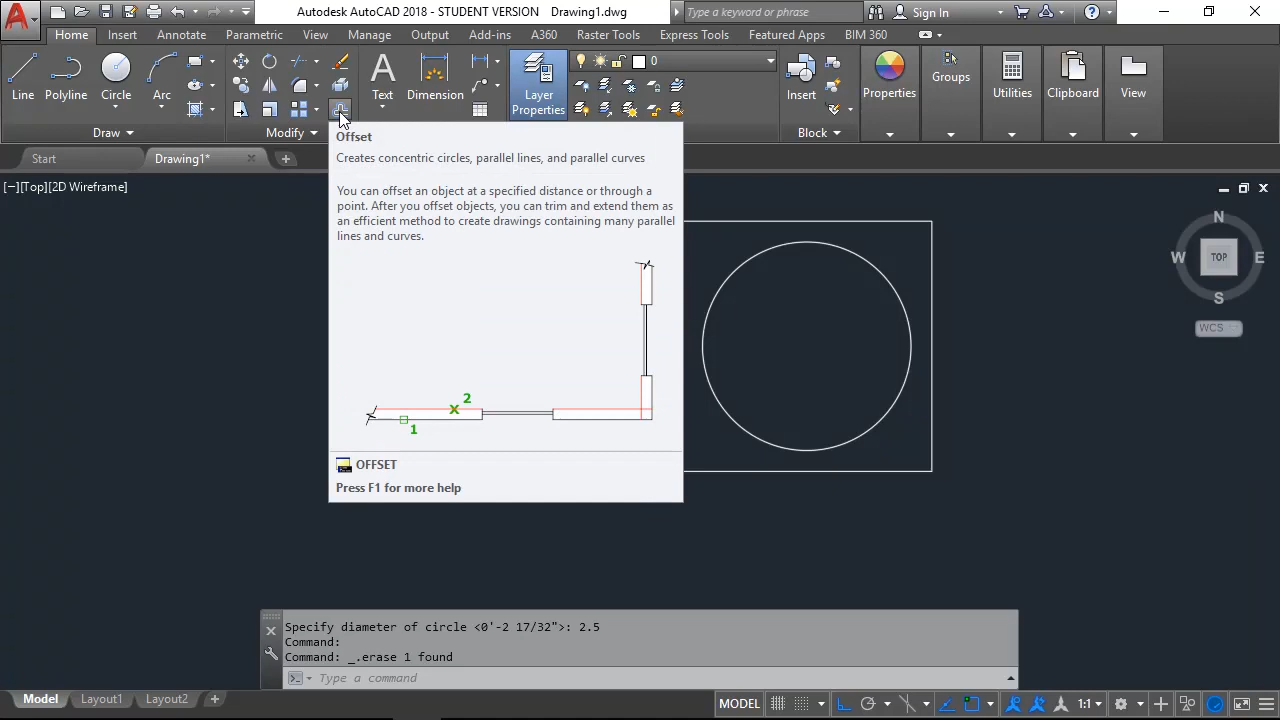 Autodesk AutoCAD 2018 - STUDENT VERSION Drawing1.dwg
Type a keyword or phrase
Sign In
Home Insert Annotate Parametric View Manage Output Add-ins A360 Raster Tools Express Tools Featured Apps BIM 360
Line Polyline Circle Arc
Text Dimension
Layer
Properties
0
Insert
Properties
Groups
Utilities
Clipboard
View
Draw
Modify
Block
Start
Drawing1*
[−][Top][2D Wireframe]
Offset
Creates concentric circles, parallel lines, and parallel curves
You can offset an object at a specified distance or through a
point. After you offset objects, you can trim and extend them as
an efficient method to create drawings containing many parallel
lines and curves.
2
1
OFFSET
Press F1 for more help
N
W TOP E
S
WCS
Specify diameter of circle <0'-2 17/32">: 2.5
Command:
Command: _.erase 1 found
Type a command
Model Layout1 Layout2
MODEL
1:1